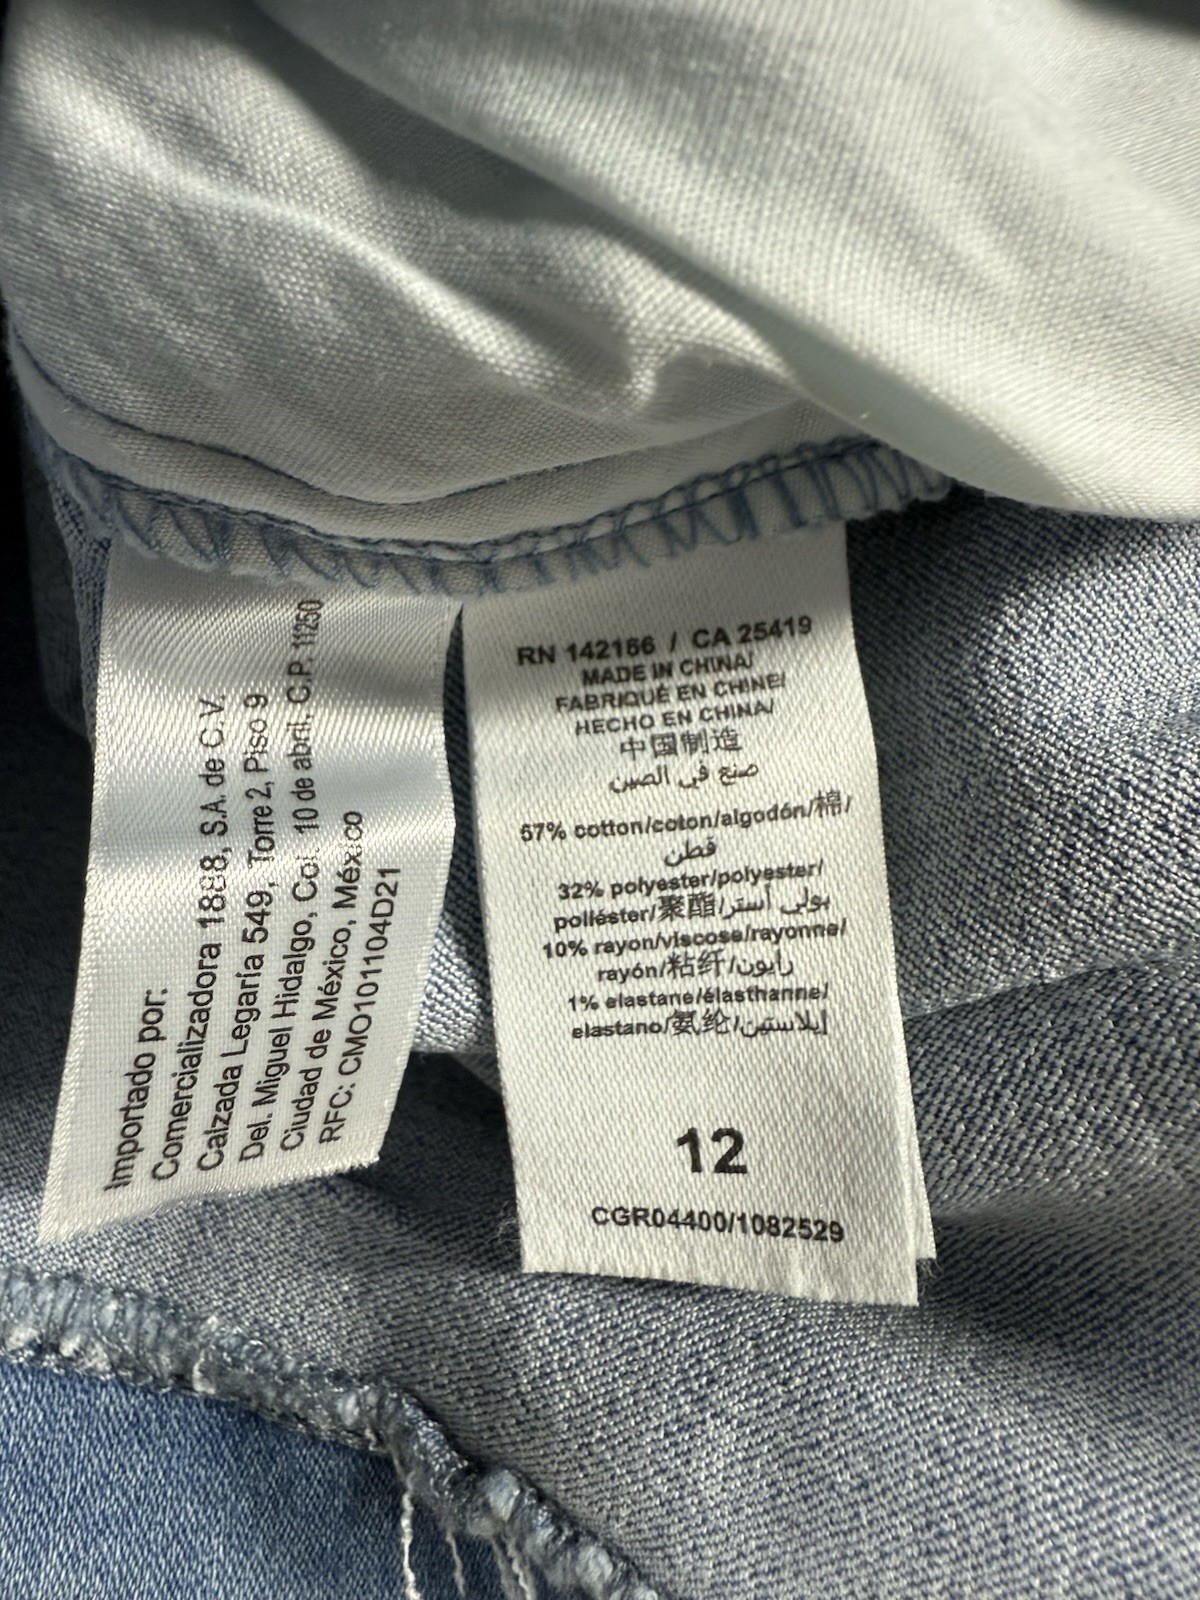 Importado por:
Comercializadora 1888, S.A. de C.V.
Calzada Legaría 549, Torre 2, Piso 9
Del. Miguel Hidalgo, Col. 10 de abril, C.P. 11250
Ciudad de México, México
RFC: CMO101104D21
RN 142166 / CA 25419
MADE IN CHINA/
FABRIQUÉ EN CHINE/
HECHO EN CHINA/
中国制造
صنع في الصين
57% cotton/coton/algodón/棉/
قطن
32% polyester/polyester/
poliéster/聚酯/بولي أستر
10% rayon/viscose/rayonne/
rayón/粘纤/رايون
1% elastane/élasthanne/
elastano/氨纶/إيلاستين
12
CGR04400/1082529